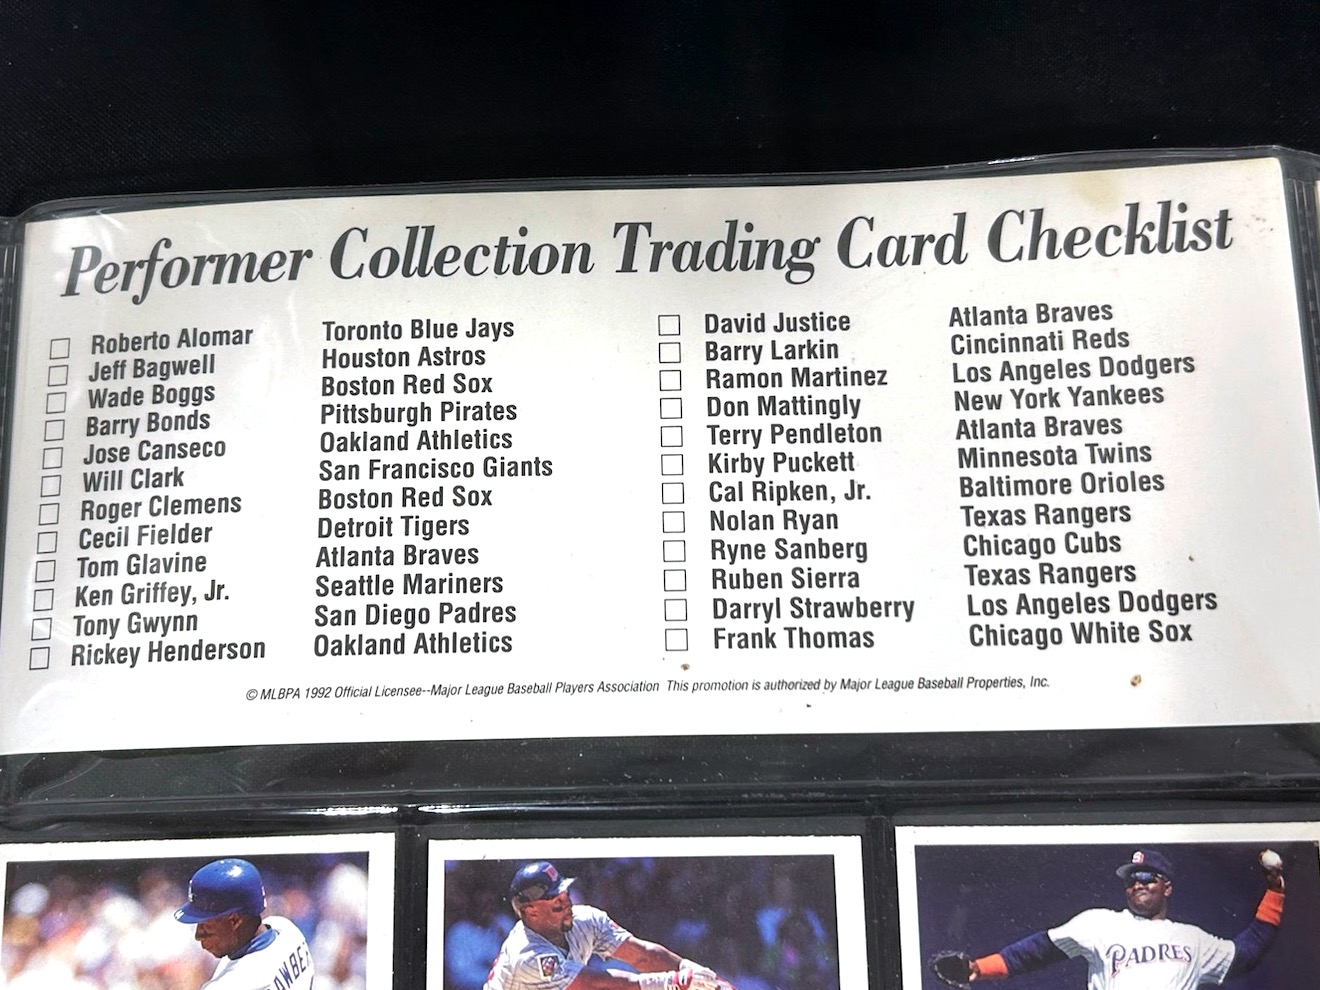 Performer Collection Trading Card Checklist
Roberto Alomar Toronto Blue Jays
Jeff Bagwell Houston Astros
Wade Boggs Boston Red Sox
Barry Bonds Pittsburgh Pirates
Jose Canseco Oakland Athletics
Will Clark San Francisco Giants
Roger Clemens Boston Red Sox
Cecil Fielder Detroit Tigers
Tom Glavine Atlanta Braves
Ken Griffey, Jr. Seattle Mariners
Tony Gwynn San Diego Padres
Rickey Henderson Oakland Athletics
David Justice Atlanta Braves
Barry Larkin Cincinnati Reds
Ramon Martinez Los Angeles Dodgers
Don Mattingly New York Yankees
Terry Pendleton Atlanta Braves
Kirby Puckett Minnesota Twins
Cal Ripken, Jr. Baltimore Orioles
Nolan Ryan Texas Rangers
Ryne Sanberg Chicago Cubs
Ruben Sierra Texas Rangers
Darryl Strawberry Los Angeles Dodgers
Frank Thomas Chicago White Sox
© MLBPA 1992 Official Licensee--Major League Baseball Players Association This promotion is authorized by Major League Baseball Properties, Inc.
PADRES